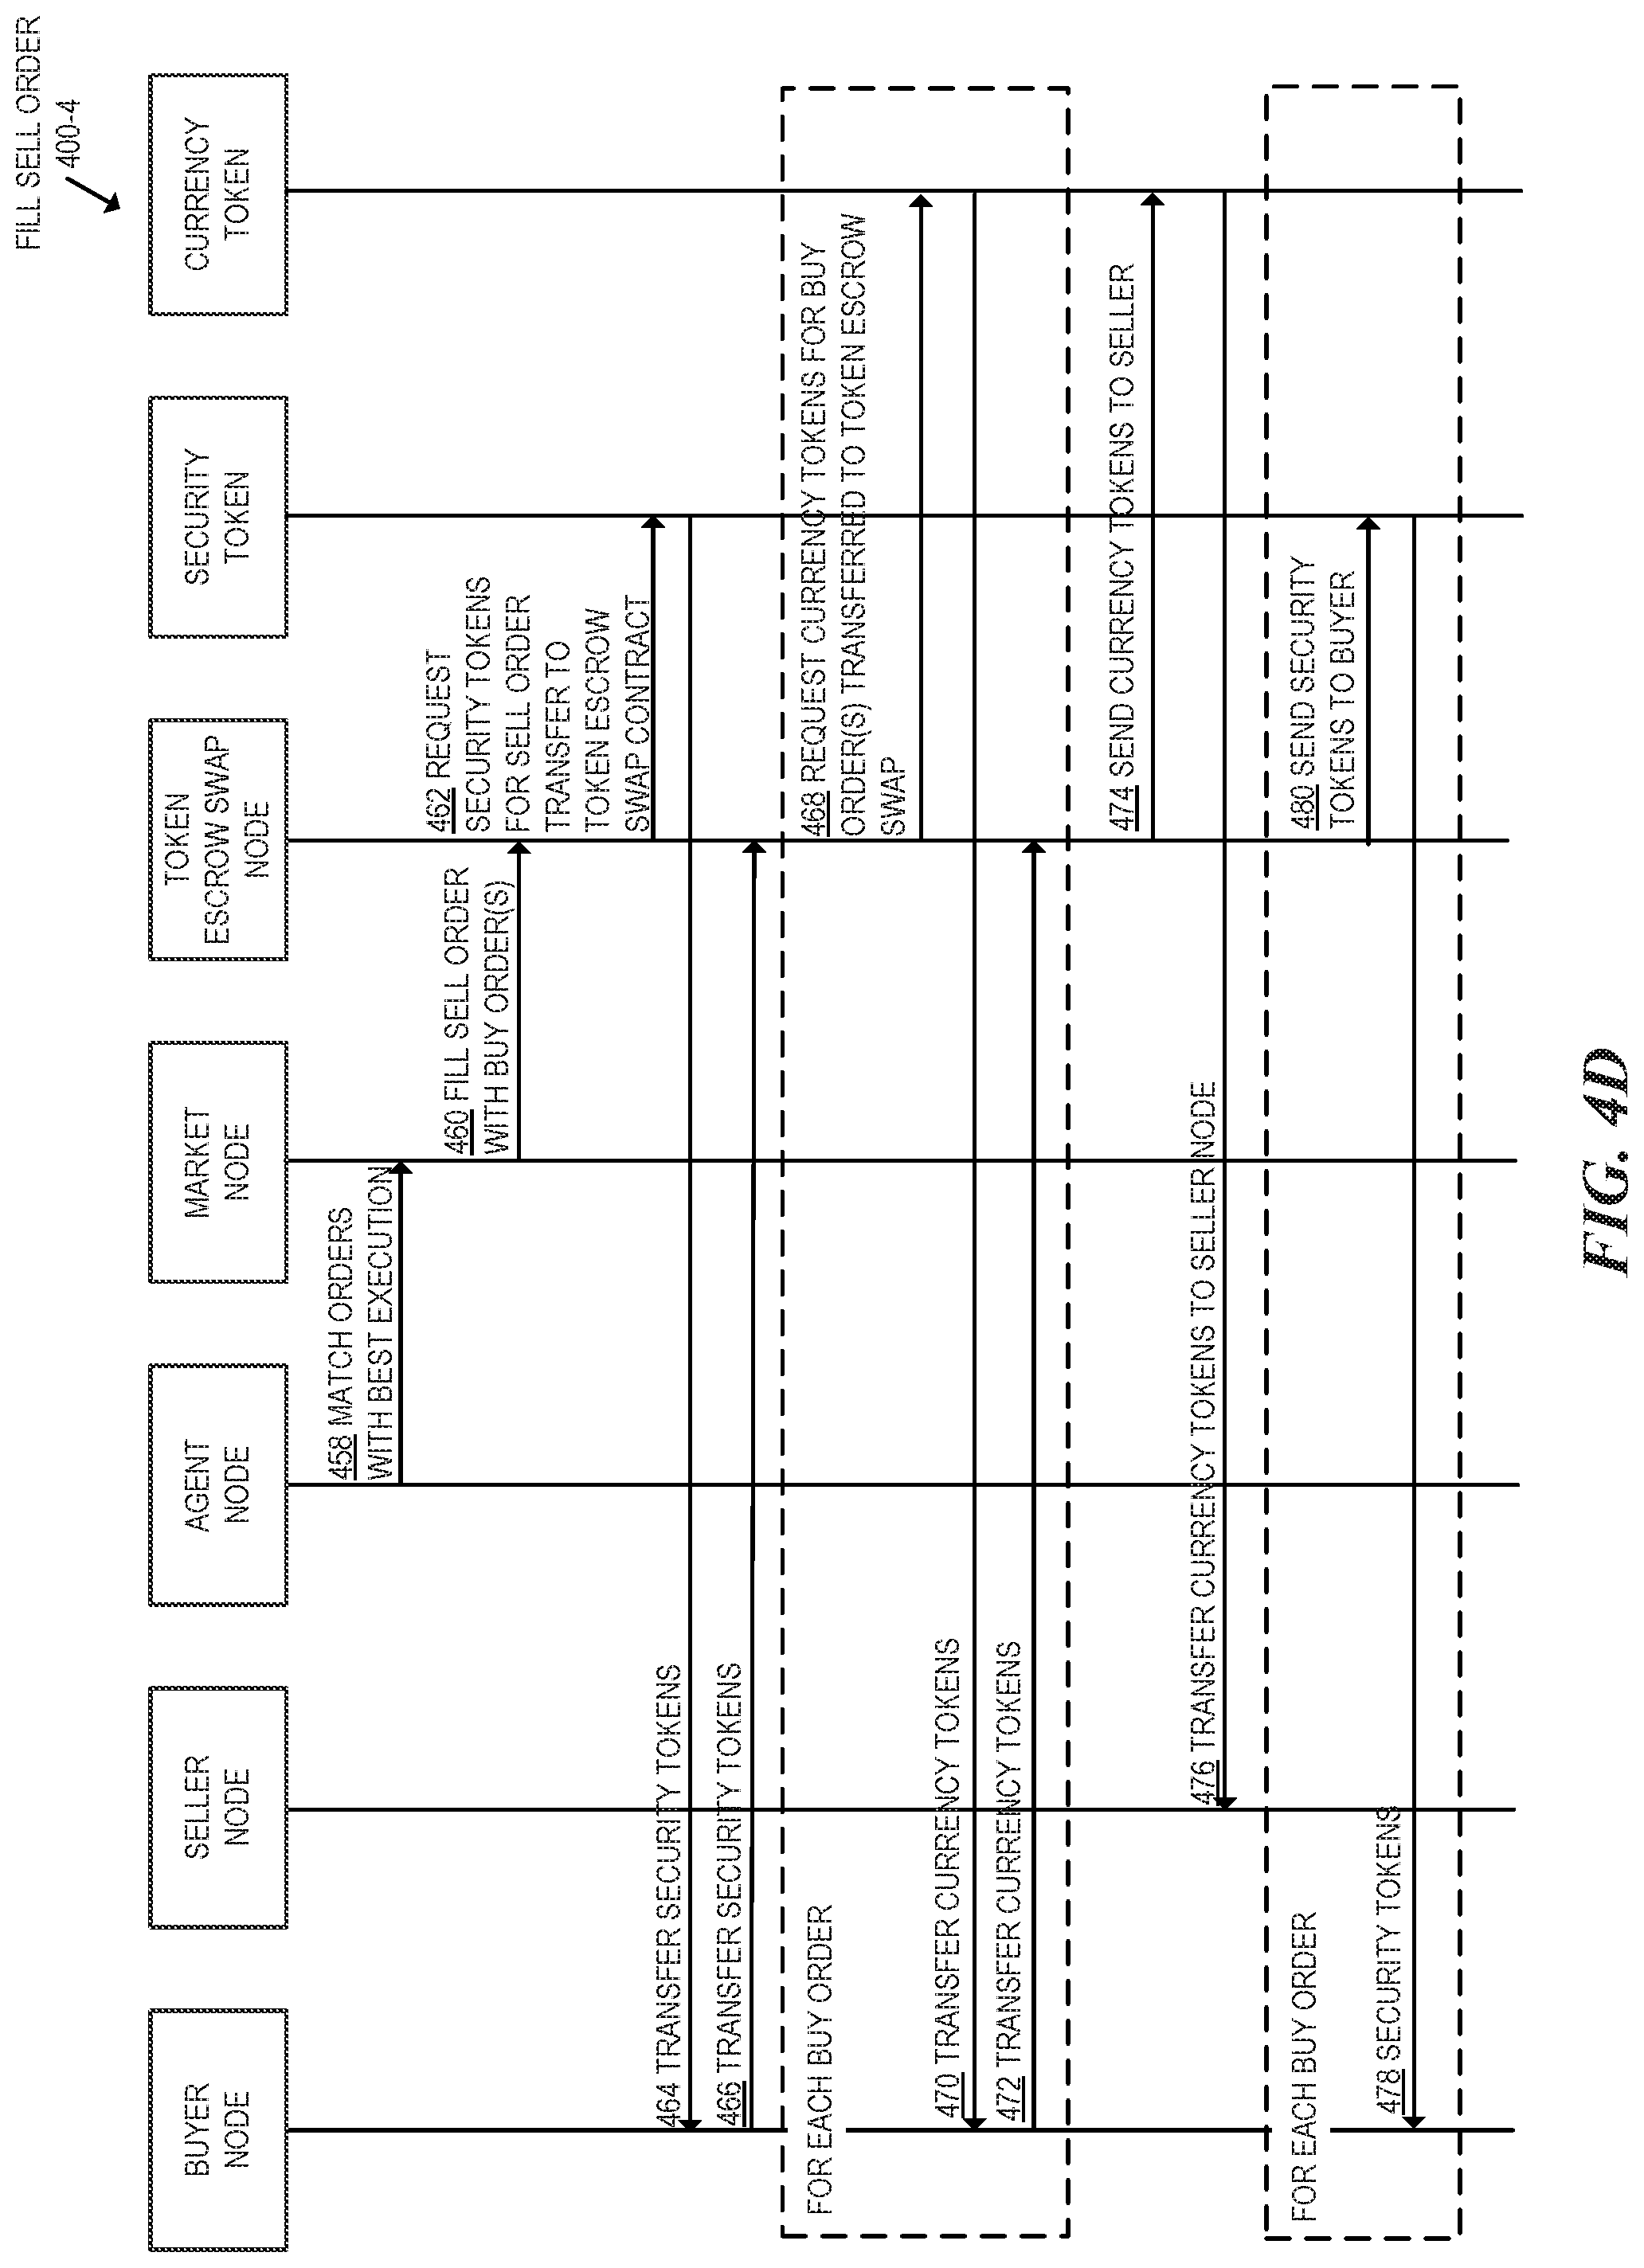 FILL SELL ORDER
400-4
BUYER
NODE
SELLER
NODE
AGENT
NODE
MARKET
NODE
TOKEN
ESCROW SWAP
NODE
SECURITY
TOKEN
CURRENCY
TOKEN
458 MATCH ORDERS
WITH BEST EXECUTION
460 FILL SELL ORDER
WITH BUY ORDER(S)
462 REQUEST
SECURITY TOKENS
FOR SELL ORDER
TRANSFER TO
TOKEN ESCROW
SWAP CONTRACT
464 TRANSFER SECURITY TOKENS
466 TRANSFER SECURITY TOKENS
FOR EACH BUY ORDER
468 REQUEST CURRENCY TOKENS FOR BUY
ORDER(S) TRANSFERRED TO TOKEN ESCROW
SWAP
470 TRANSFER CURRENCY TOKENS
472 TRANSFER CURRENCY TOKENS
474 SEND CURRENCY TOKENS TO SELLER
476 TRANSFER CURRENCY TOKENS TO SELLER NODE
FOR EACH BUY ORDER
480 SEND SECURITY
TOKENS TO BUYER
478 SECURITY TOKENS
FIG. 4D